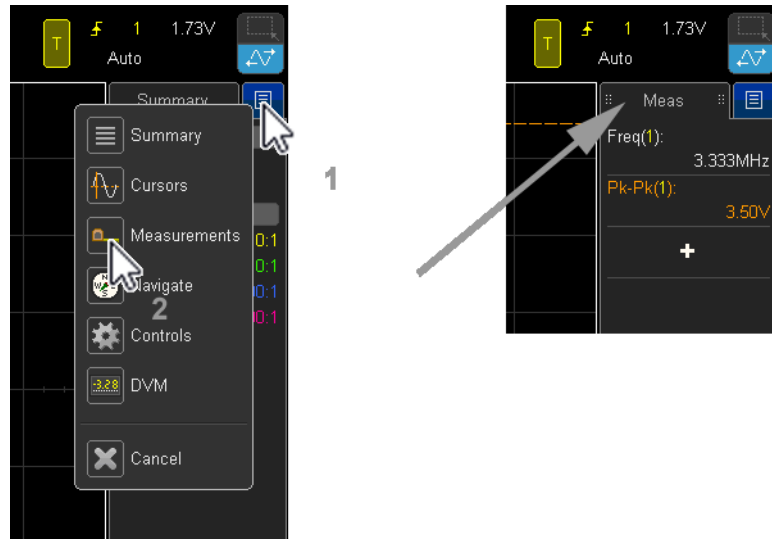 T
1
1.73V
Auto
Summary
Summary
Cursors
Measurements
0:1
0:1
Navigate
00:1
2
0:1
Controls
-3.28
DVM
Cancel
1
T
1
1.73V
Auto
Meas
Freq(1):
3.333MHz
Pk-Pk(1):
3.50V
+